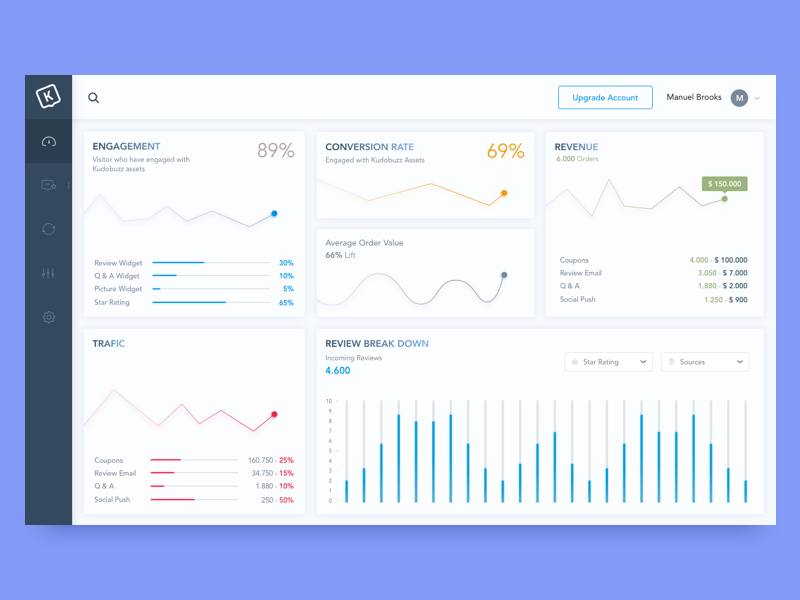 K
Upgrade Account
Manuel Brooks
M
ENGAGEMENT
89%
Visitor who have engaged with
Kudobuzz assets
Review Widget 30%
Q & A Widget 10%
Picture Widget 5%
Star Rating 65%
CONVERSION RATE
69%
Engaged with Kudobuzz Assets
Average Order Value
66% Lift
REVENUE
6.000 Orders
$ 150.000
Coupons 4.000 - $ 100.000
Review Email 3.050 - $ 7.000
Q & A 1.880 - $ 2.000
Social Push 1.250 - $ 900
TRAFIC
Coupons 160.750 - 25%
Review Email 34.750 - 15%
Q & A 1.880 - 10%
Social Push 250 - 50%
REVIEW BREAK DOWN
Incoming Reviews
4.600
Star Rating
Sources
10
9
8
7
6
5
4
3
2
1
0